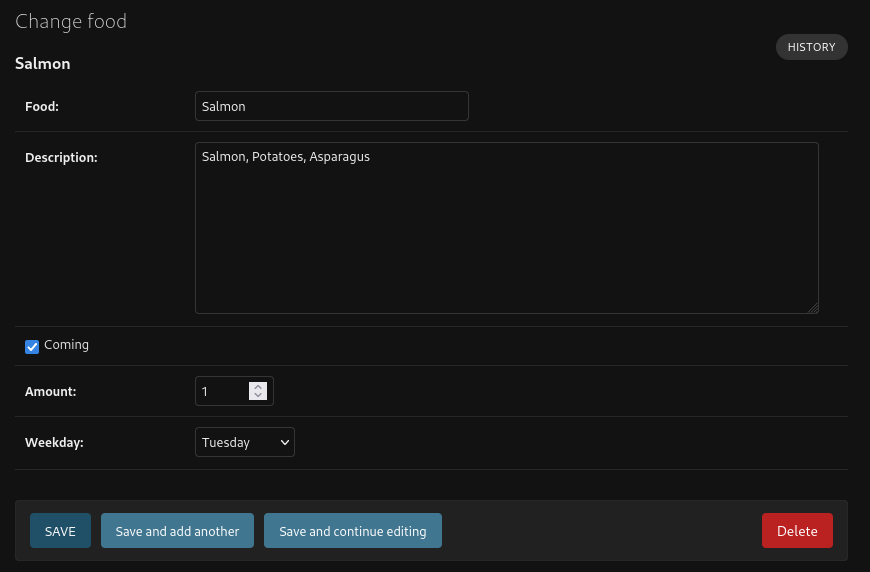 Change food
HISTORY
Salmon
Food: Salmon
Description: Salmon, Potatoes, Asparagus
Coming
Amount: 1
Weekday: Tuesday
SAVE Save and add another Save and continue editing Delete